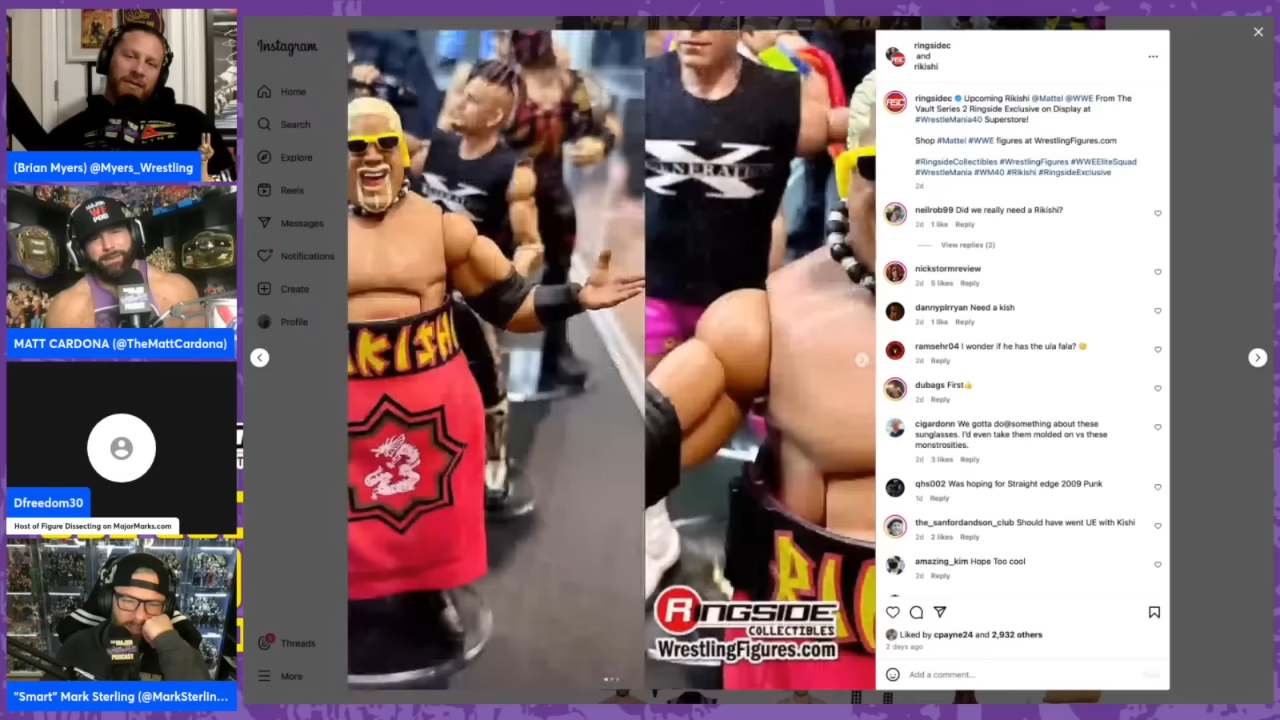 (Brian Myers) @Myers_Wrestling
MATT CARDONA (@TheMattCardona)
Dfreedom30
Host of Figure Dissecting on MajorMarks.com
"Smart" Mark Sterling (@MarkSterlin...
Instagram
Home
Search
Explore
Reels
Messages
Notifications
Create
Profile
Threads
More
RIKISHI
RINGSIDE
COLLECTIBLES
WrestlingFigures.com
ringsidec
and
rikishi
ringsidec Upcoming Rikishi @Mattel @WWE From The
Vault Series 2 Ringside Exclusive on Display at
#WrestleMania40 Superstore!
Shop #Mattel #WWE figures at WrestlingFigures.com
#RingsideCollectibles #WrestlingFigures #WWEEliteSquad
#WrestleMania #WM40 #Rikishi #RingsideExclusive
2d
neilrob99 Did we really need a Rikishi?
2d 1 like Reply
View replies (2)
nickstormreview
2d 5 likes Reply
dannyplrryan Need a kish
2d 1 like Reply
ramsehr04 I wonder if he has the ula fala? 😊
2d Reply
dubags First👍
2d Reply
cigardonn We gotta do@something about these
sunglasses. I'd even take them molded on vs these
monstrosities.
2d 3 likes Reply
qhs002 Was hoping for Straight edge 2009 Punk
1d Reply
the_sanfordandson_club Should have went UE with Kishi
2d 2 likes Reply
amazing_kim Hope Too cool
2d Reply
Liked by cpayne24 and 2,932 others
2 days ago
Add a comment...